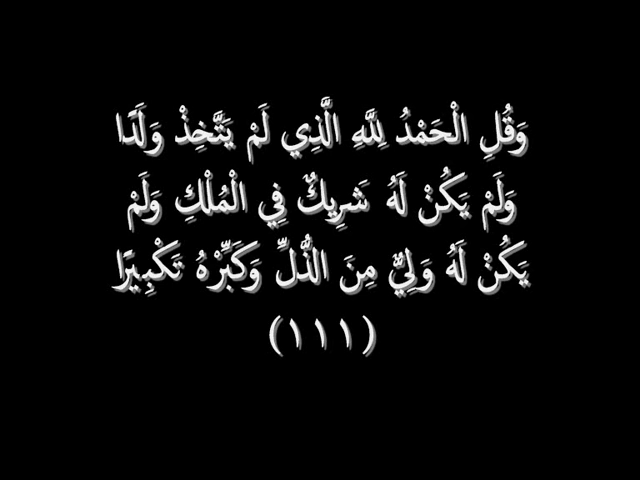 وَقُلِ الْحَمْدُ لِلَّهِ الَّذِي لَمْ يَتَّخِذْ وَلَدًا
وَلَمْ يَكُنْ لَهُ شَرِيكٌ فِي الْمُلْكِ وَلَمْ
يَكُنْ لَهُ وَلِيٌّ مِنَ الذُّلِّ وَكَبِّرْهُ تَكْبِيرًا
(١١١)